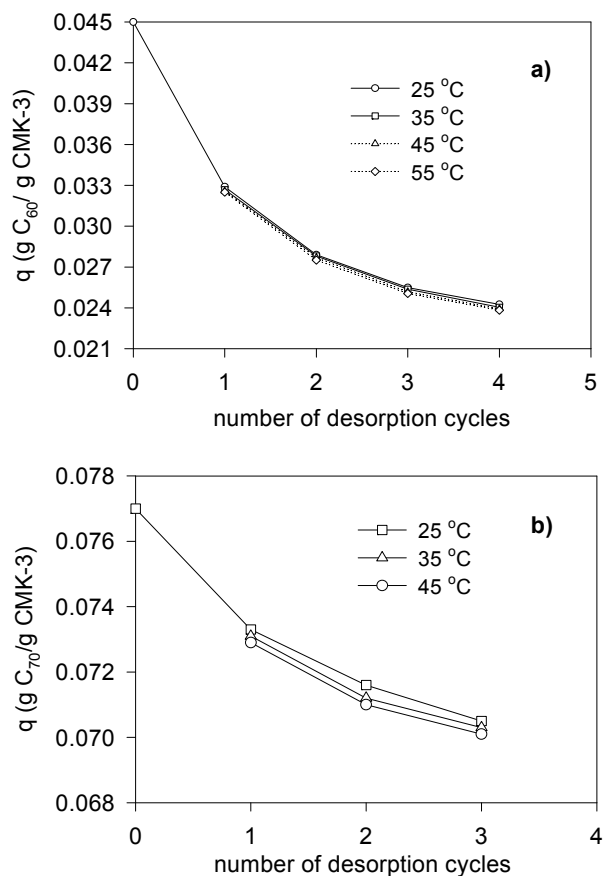 a)
0.045
0.042
0.039
0.036
0.033
0.030
0.027
0.024
0.021
q (g C60/ g CMK-3)
25 °C
35 °C
45 °C
55 °C
0 1 2 3 4 5
number of desorption cycles
b)
0.078
0.076
0.074
0.072
0.070
0.068
q (g C70/g CMK-3)
25 °C
35 °C
45 °C
0 1 2 3 4
number of desorption cycles